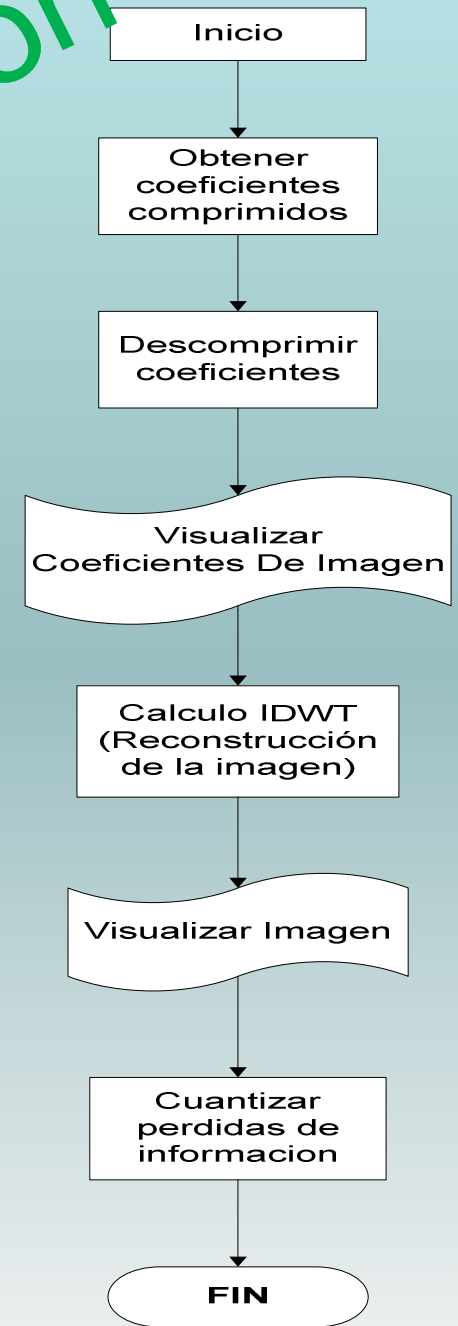 Inicio
Obtener
coeficientes
comprimidos
Descomprimir
coeficientes
Visualizar
Coeficientes De Imagen
Calculo IDWT
(Reconstrucción
de la imagen)
Visualizar Imagen
Cuantizar
perdidas de
informacion
FIN